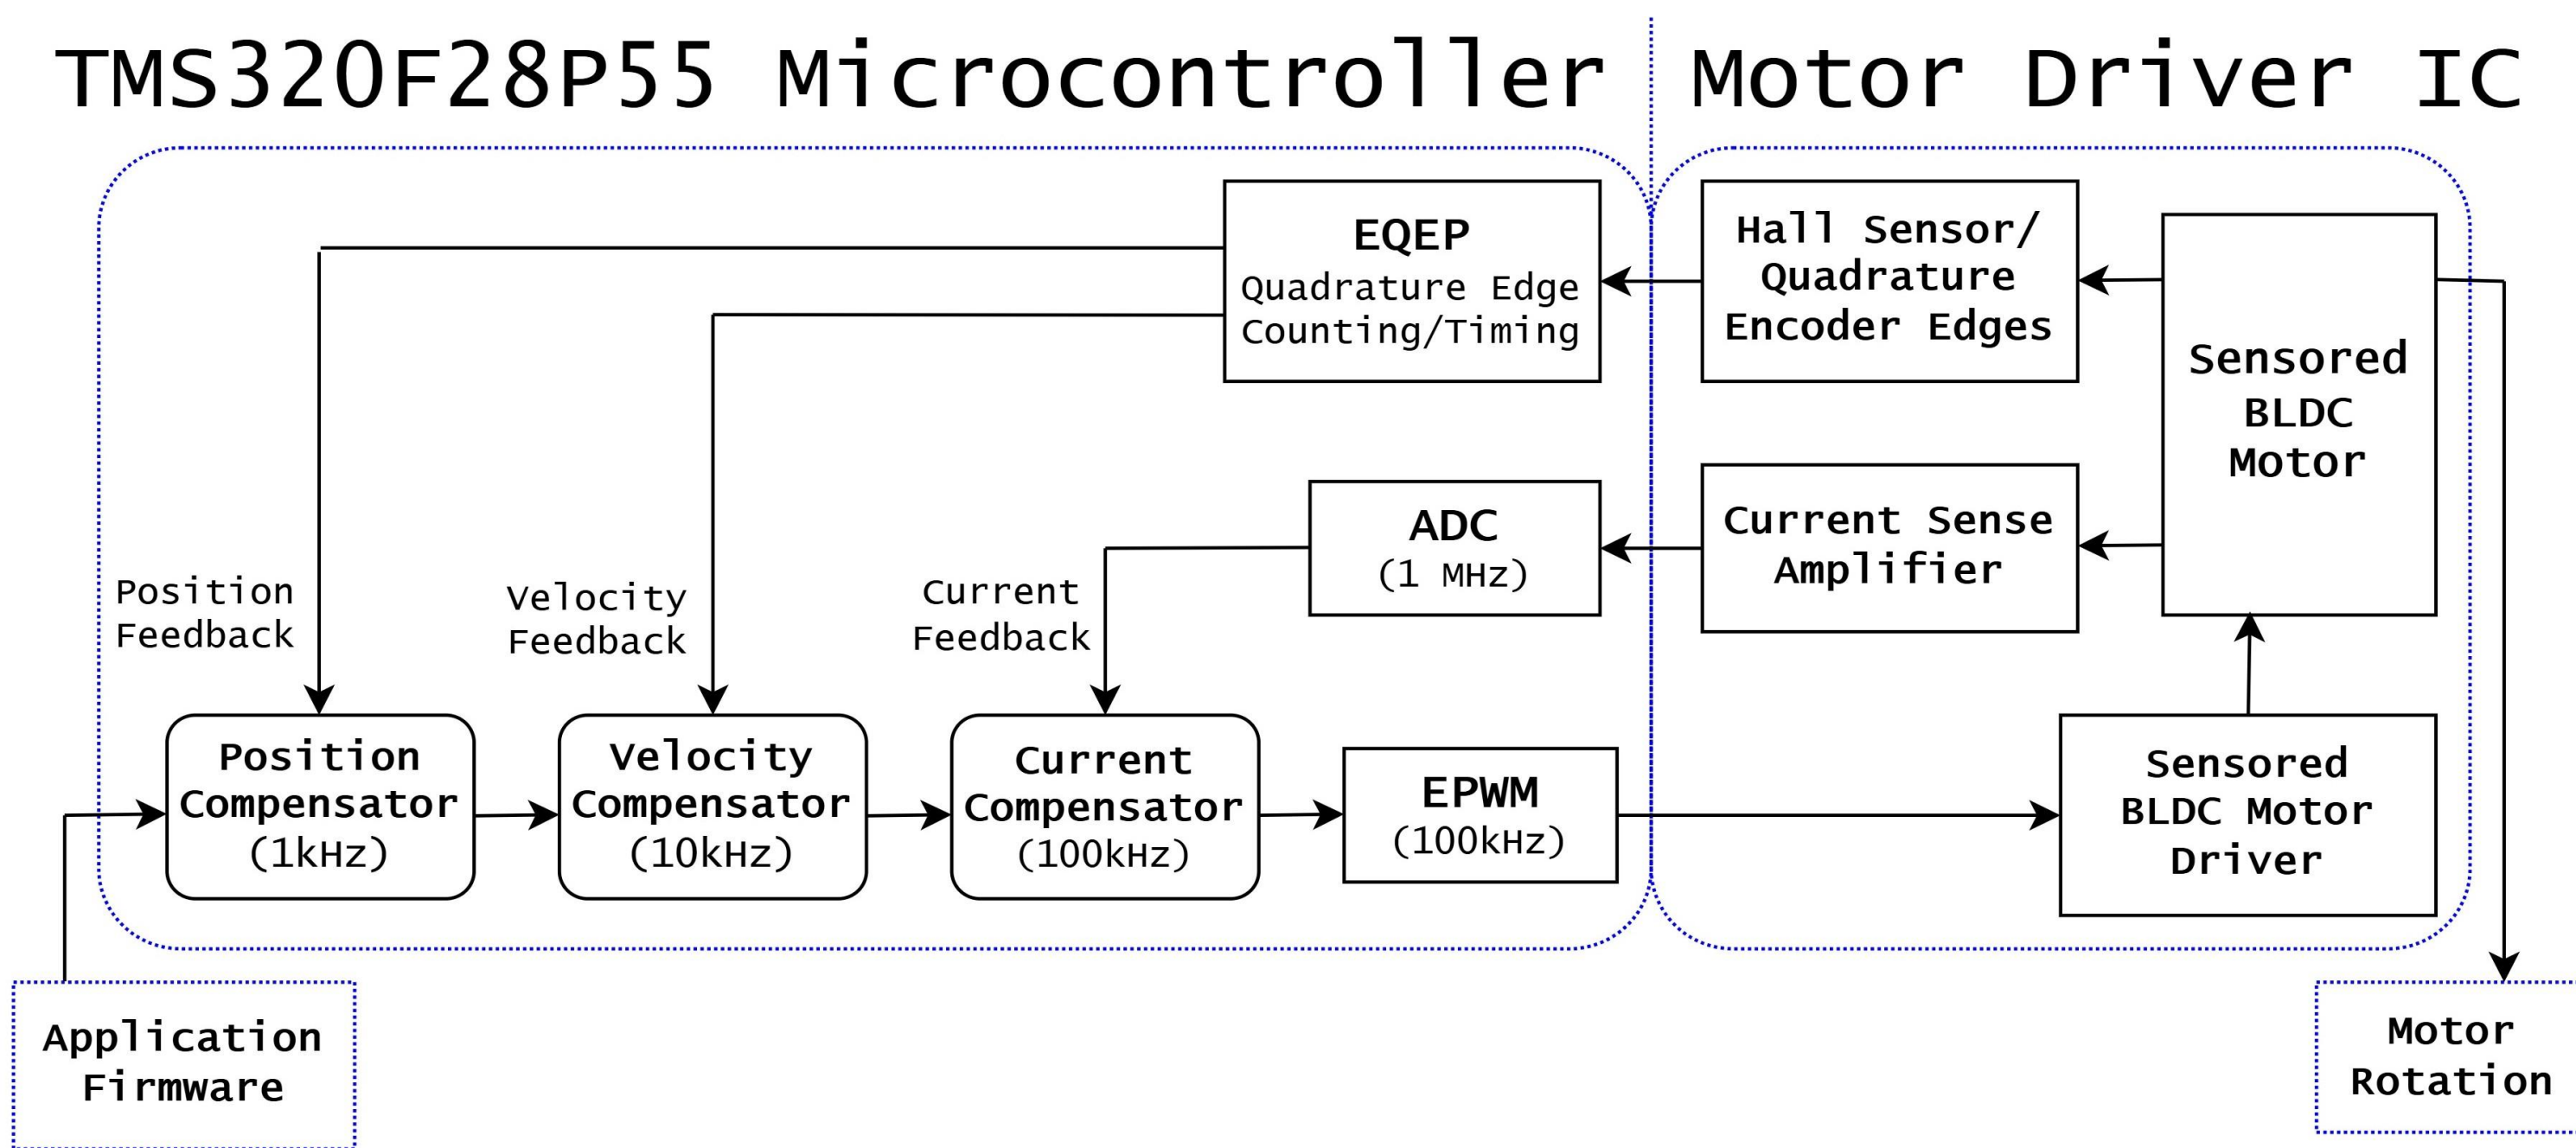 TMS320F28P55 Microcontroller
Motor Driver IC
EQEP
Quadrature Edge
Counting/Timing
Hall Sensor/
Quadrature
Encoder Edges
Sensored
BLDC
Motor
ADC
(1 MHz)
Current Sense
Amplifier
Position
Feedback
Velocity
Feedback
Current
Feedback
Position
Compensator
(1kHz)
Velocity
Compensator
(10kHz)
Current
Compensator
(100kHz)
EPWM
(100kHz)
Sensored
BLDC Motor
Driver
Application
Firmware
Motor
Rotation